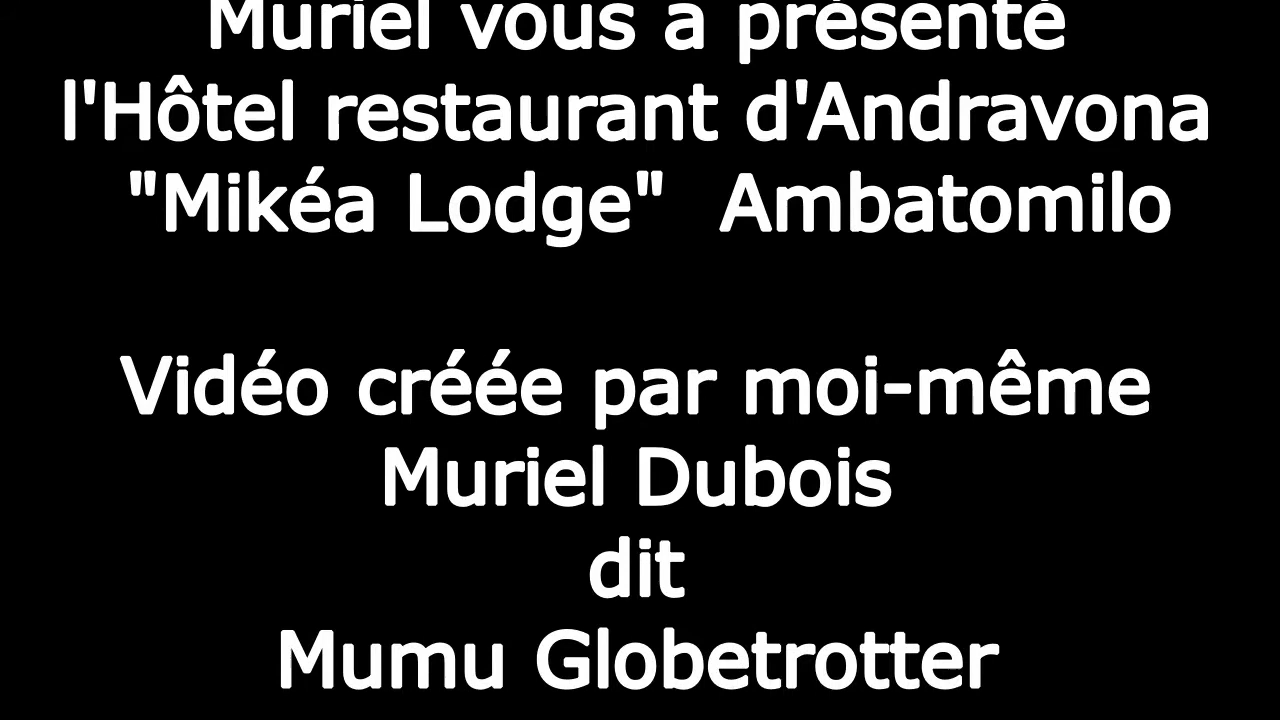 Muriel vous a présenté
l'Hôtel restaurant d'Andravona
"Mikéa Lodge"  Ambatomilo
Vidéo créée par moi-même
Muriel Dubois
dit
Mumu Globetrotter